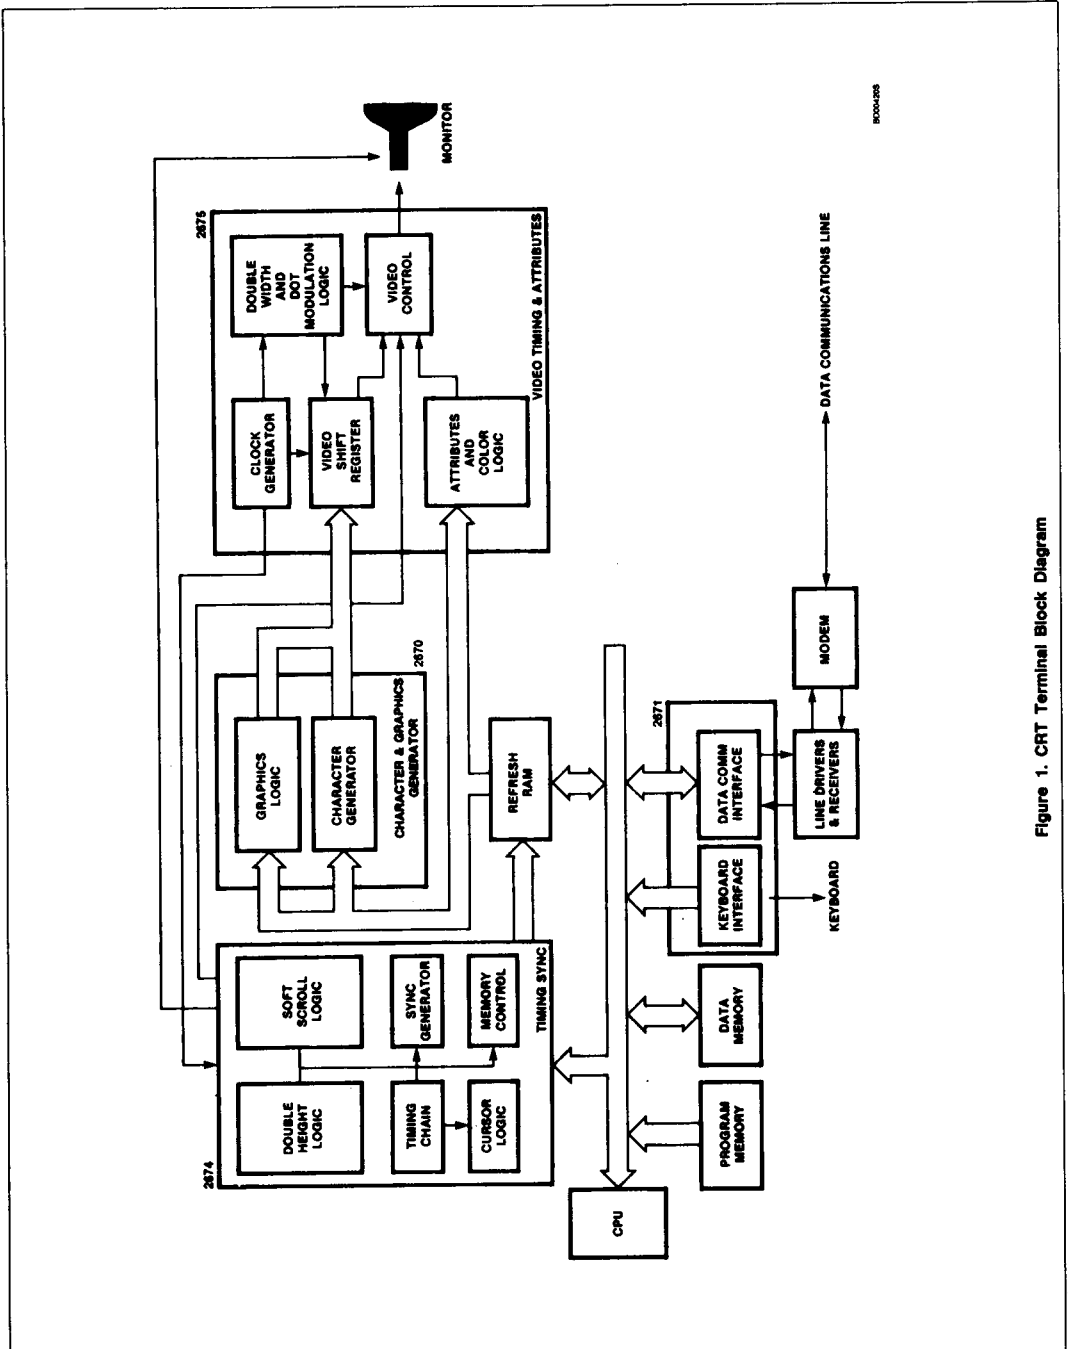 2674
DOUBLE
HEIGHT
LOGIC
SOFT
SCROLL
LOGIC
TIMING
CHAIN
SYNC
GENERATOR
CURSOR
LOGIC
MEMORY
CONTROL
TIMING SYNC
GRAPHICS
LOGIC
CHARACTER
GENERATOR
CHARACTER & GRAPHICS
GENERATOR
2670
2675
CLOCK
GENERATOR
DOUBLE
WIDTH
AND
DOT
MODULATION
LOGIC
VIDEO
SHIFT
REGISTER
VIDEO
CONTROL
ATTRIBUTES
AND
COLOR
LOGIC
VIDEO TIMING & ATTRIBUTES
MONITOR
REFRESH
RAM
CPU
PROGRAM
MEMORY
DATA
MEMORY
2671
KEYBOARD
INTERFACE
DATA COMM
INTERFACE
KEYBOARD
LINE DRIVERS
& RECEIVERS
MODEM
DATA COMMUNICATIONS LINE
BD00420S
Figure 1. CRT Terminal Block Diagram